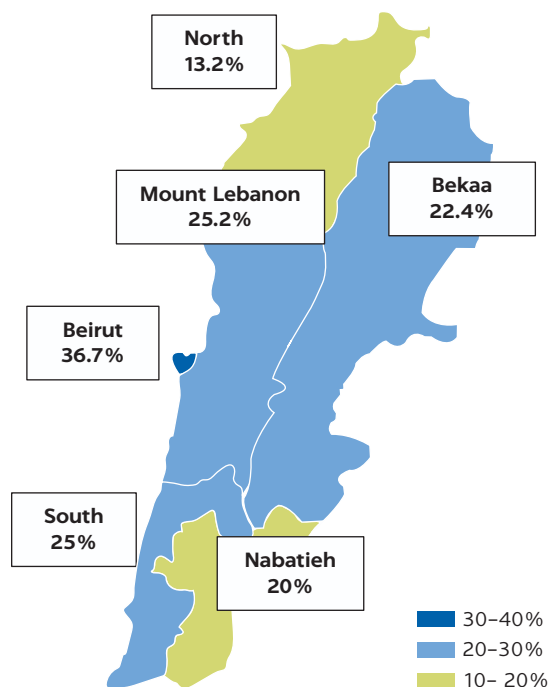 North
13.2%
Mount Lebanon
25.2%
Bekaa
22.4%
Beirut
36.7%
South
25%
Nabatieh
20%
30–40%
20–30%
10– 20%